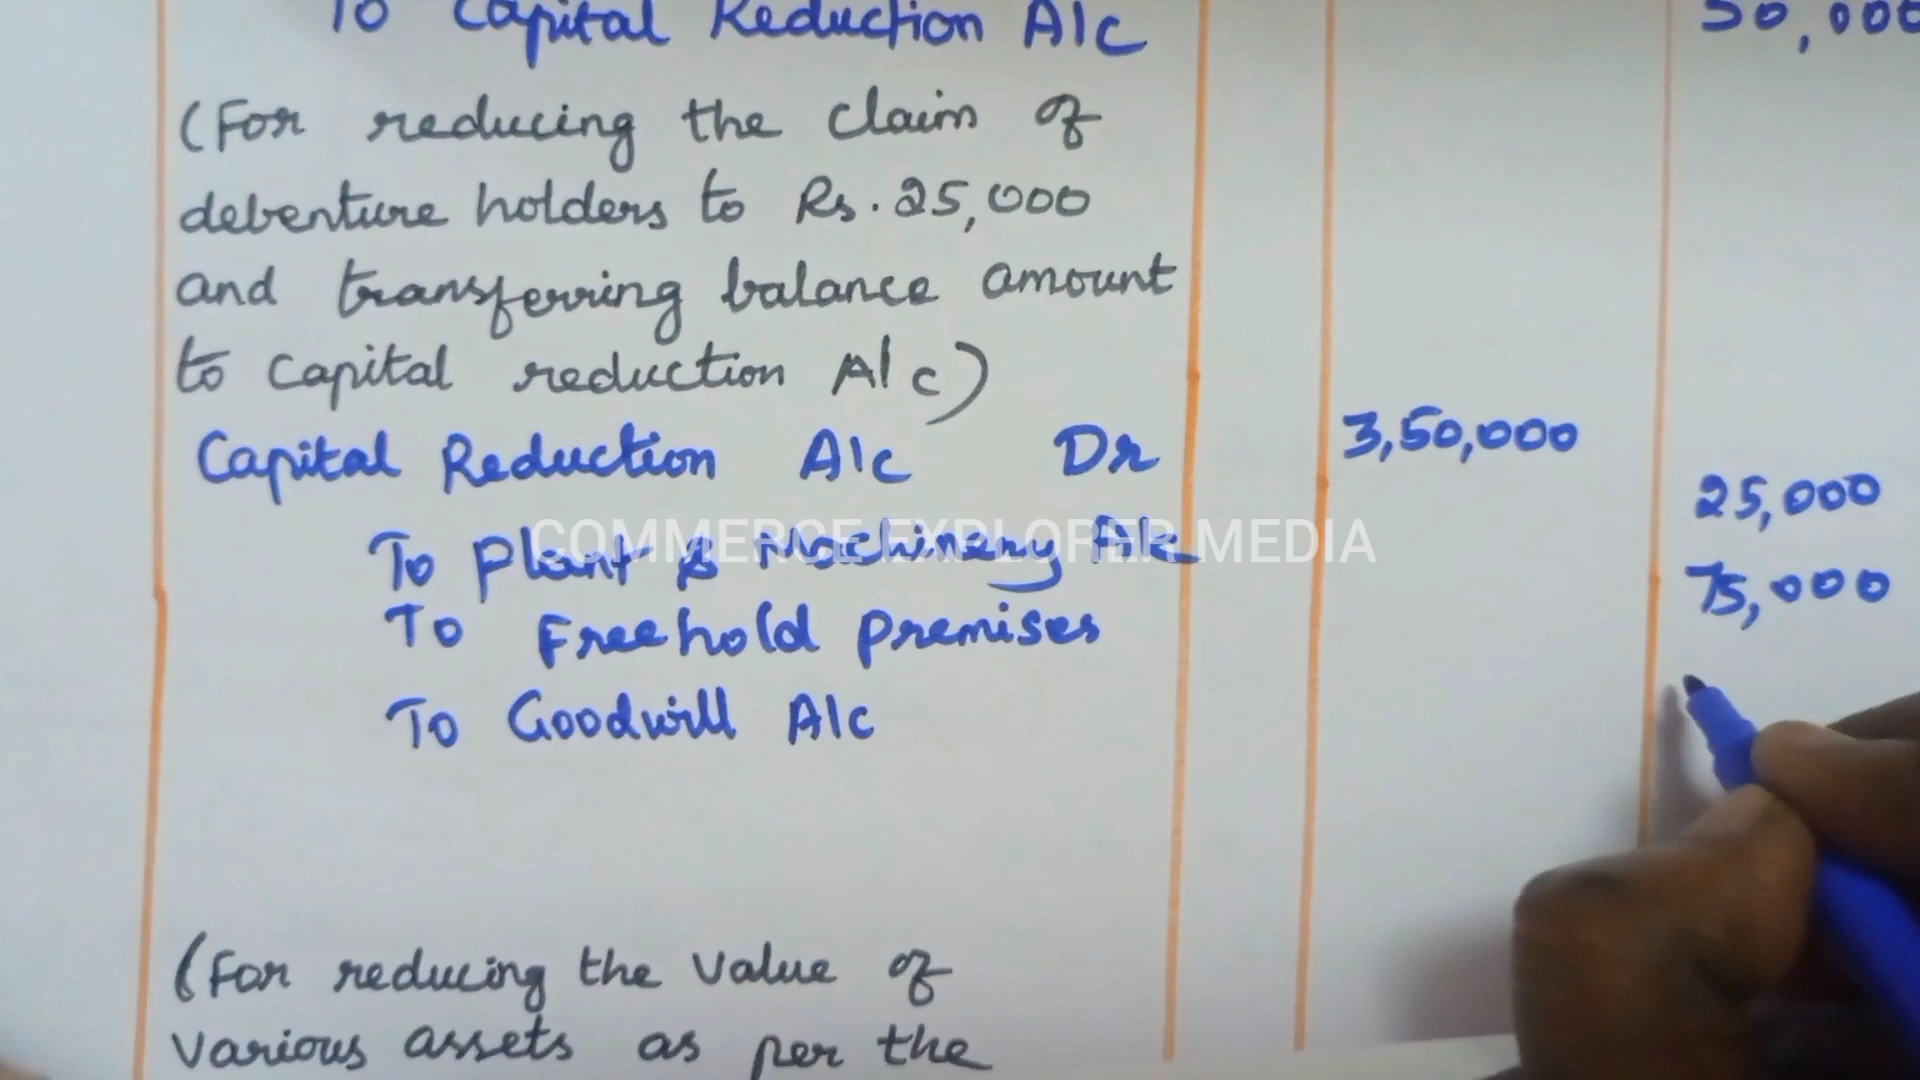 To Capital Reduction A/c 50,000
(For reducing the claim of
debenture holders to Rs. 25,000
and transferring balance amount
to capital reduction A/c)
Capital Reduction A/c Dr 3,50,000
To Plant & Machinery A/c 25,000
COMMERCE EXPLORER MEDIA
To Freehold premises 75,000
To Goodwill A/c
(For reducing the value of
various assets as per the